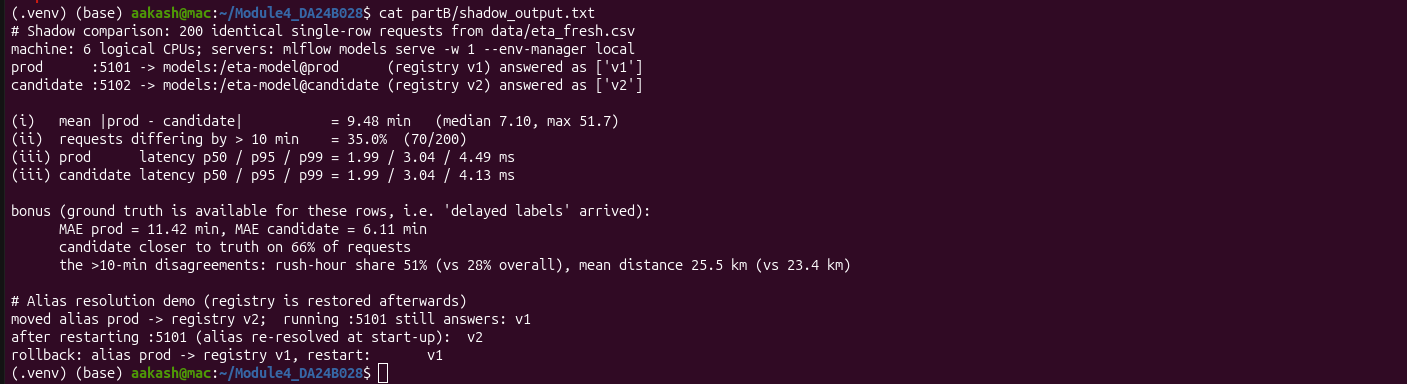 (.venv) (base) aakash@mac:~/Module4_DA24B028$ cat partB/shadow_output.txt
# Shadow comparison: 200 identical single-row requests from data/eta_fresh.csv
machine: 6 logical CPUs; servers: mlflow models serve -w 1 --env-manager local
prod      :5101 -> models:/eta-model@prod      (registry v1) answered as ['v1']
candidate :5102 -> models:/eta-model@candidate (registry v2) answered as ['v2']

(i)   mean |prod - candidate|           = 9.48 min   (median 7.10, max 51.7)
(ii)  requests differing by > 10 min    = 35.0%  (70/200)
(iii) prod      latency p50 / p95 / p99 = 1.99 / 3.04 / 4.49 ms
(iii) candidate latency p50 / p95 / p99 = 1.99 / 3.04 / 4.13 ms

bonus (ground truth is available for these rows, i.e. 'delayed labels' arrived):
      MAE prod = 11.42 min, MAE candidate = 6.11 min
      candidate closer to truth on 66% of requests
      the >10-min disagreements: rush-hour share 51% (vs 28% overall), mean distance 25.5 km (vs 23.4 km)

# Alias resolution demo (registry is restored afterwards)
moved alias prod -> registry v2;  running :5101 still answers: v1
after restarting :5101 (alias re-resolved at start-up):  v2
rollback: alias prod -> registry v1, restart:       v1
(.venv) (base) aakash@mac:~/Module4_DA24B028$